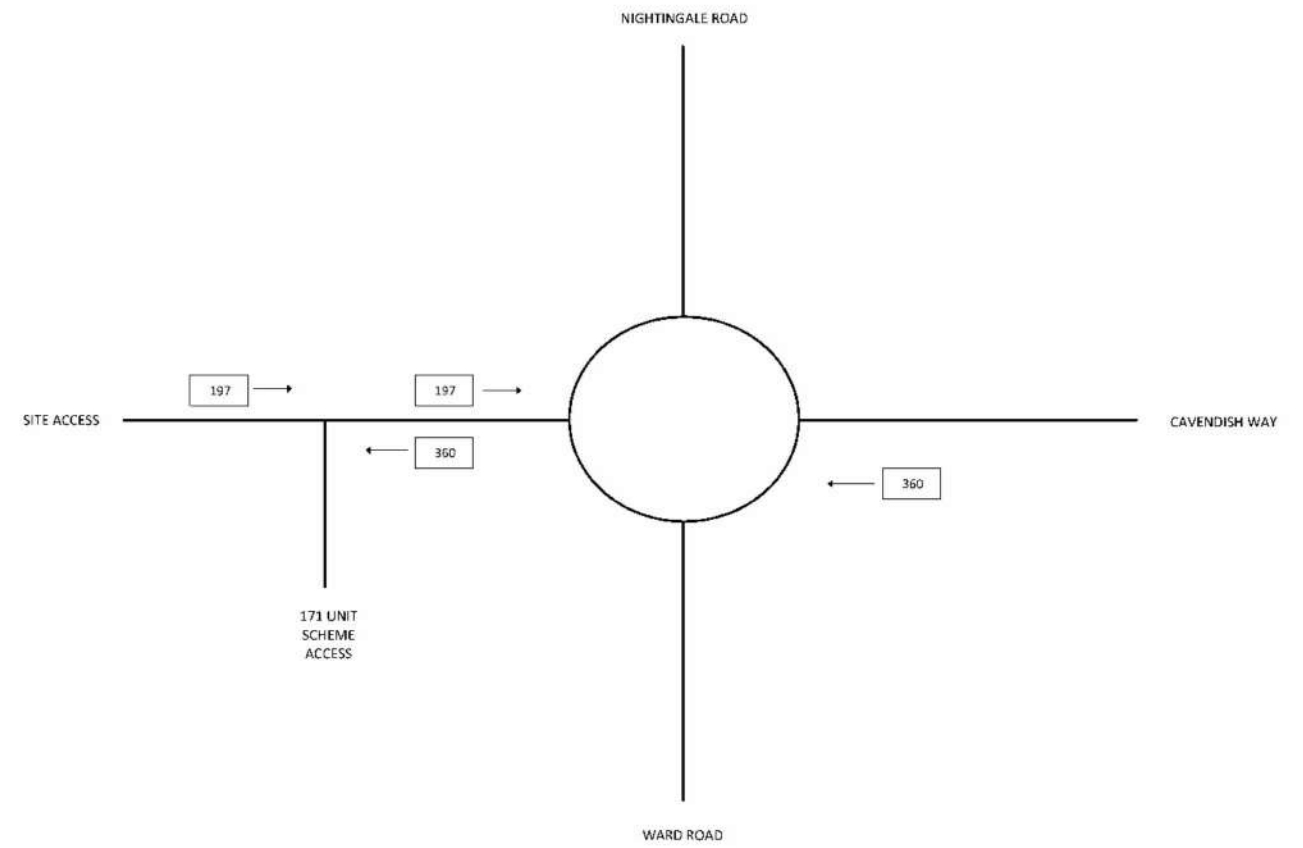 NIGHTINGALE ROAD
197
197
SITE ACCESS
CAVENDISH WAY
360
360
171 UNIT
SCHEME
ACCESS
WARD ROAD